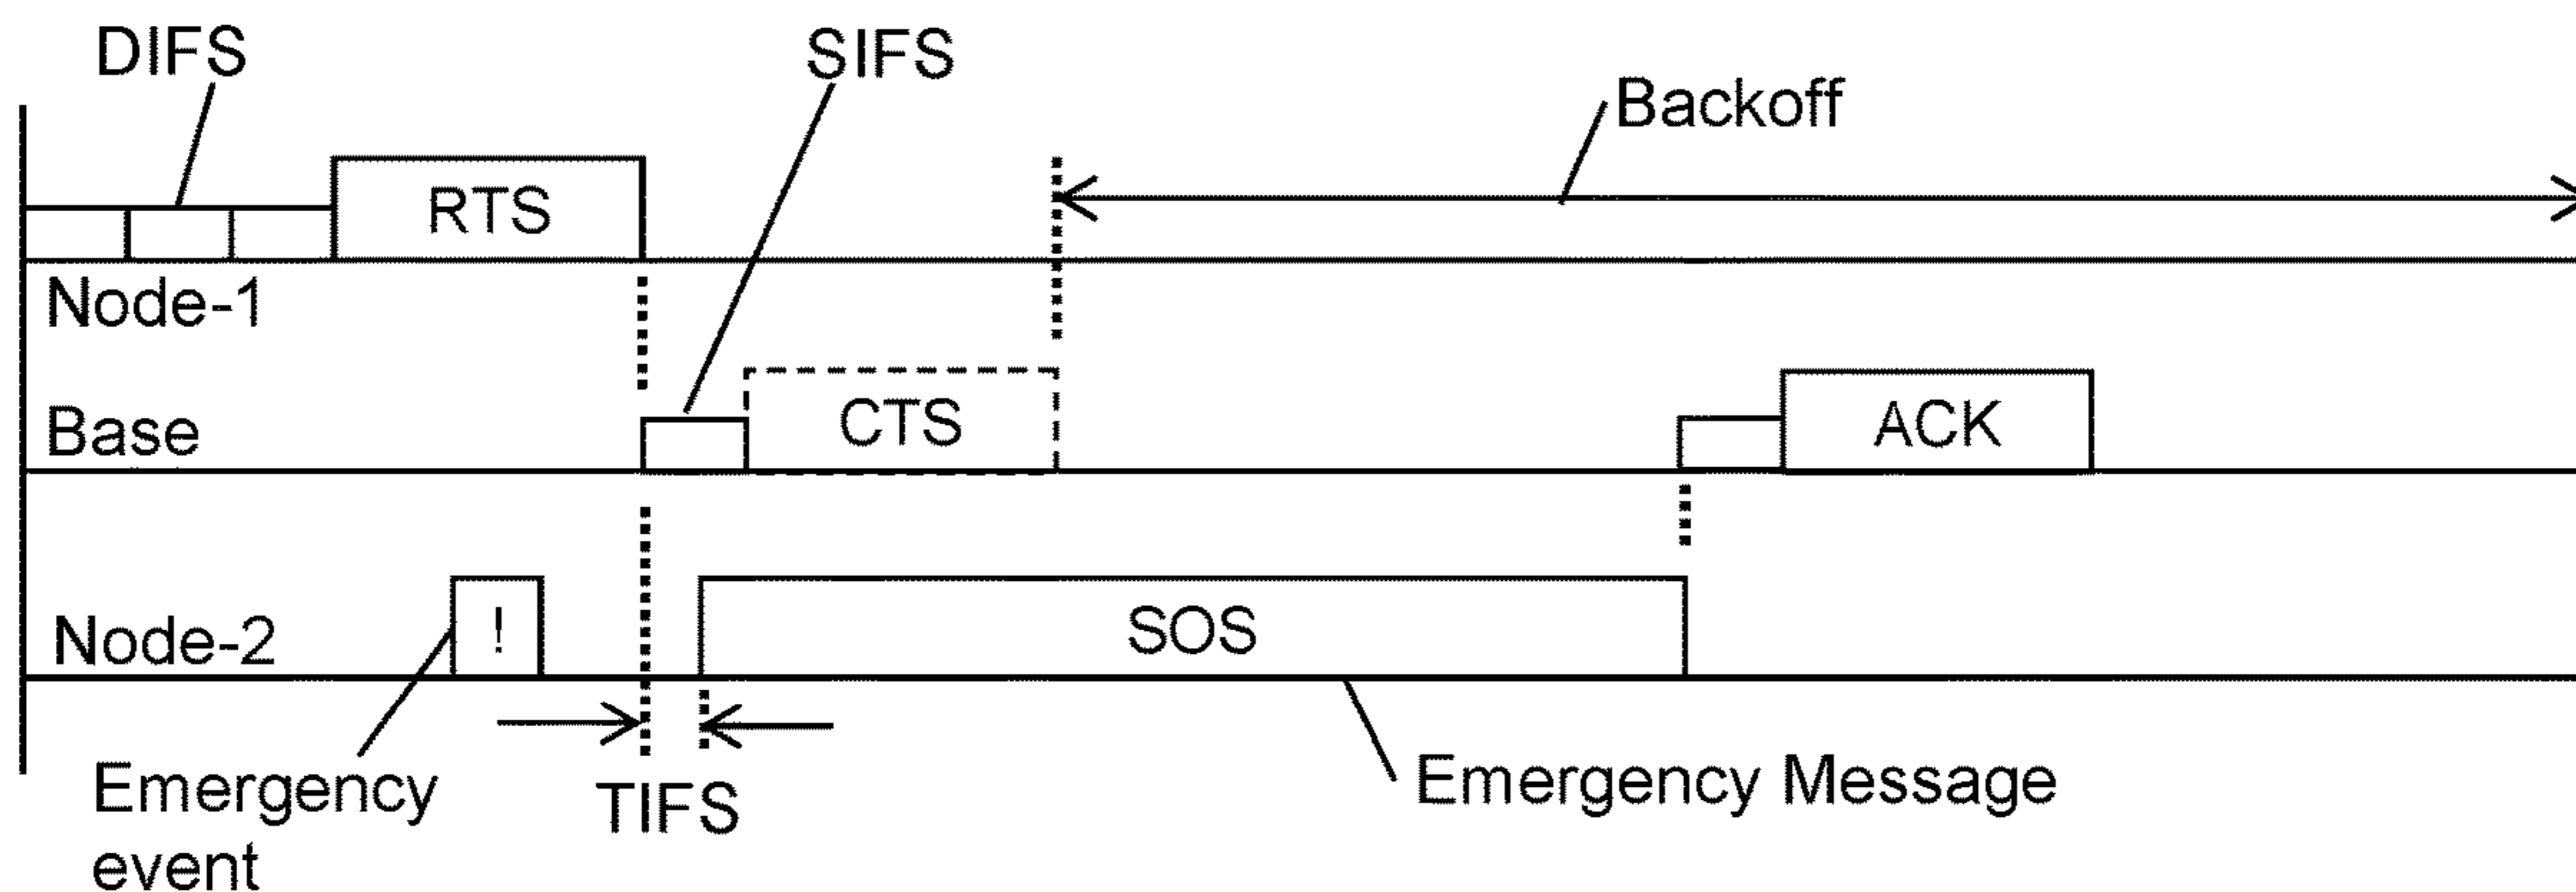 DIFS
SIFS
Backoff
RTS
Node-1
CTS
ACK
Base
!
SOS
Node-2
Emergency
event
TIFS
Emergency Message